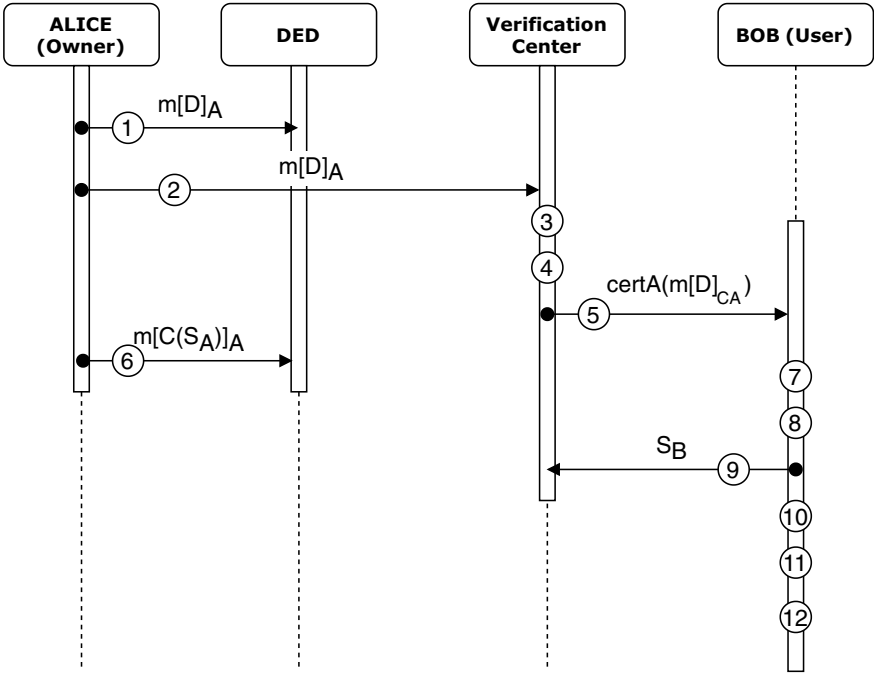 ALICE
(Owner)
DED
Verification
Center
BOB (User)
m[D]A
1
m[D]A
2
3
4
certA(m[D]CA)
5
m[C(SA)]A
6
7
8
SB
9
10
11
12